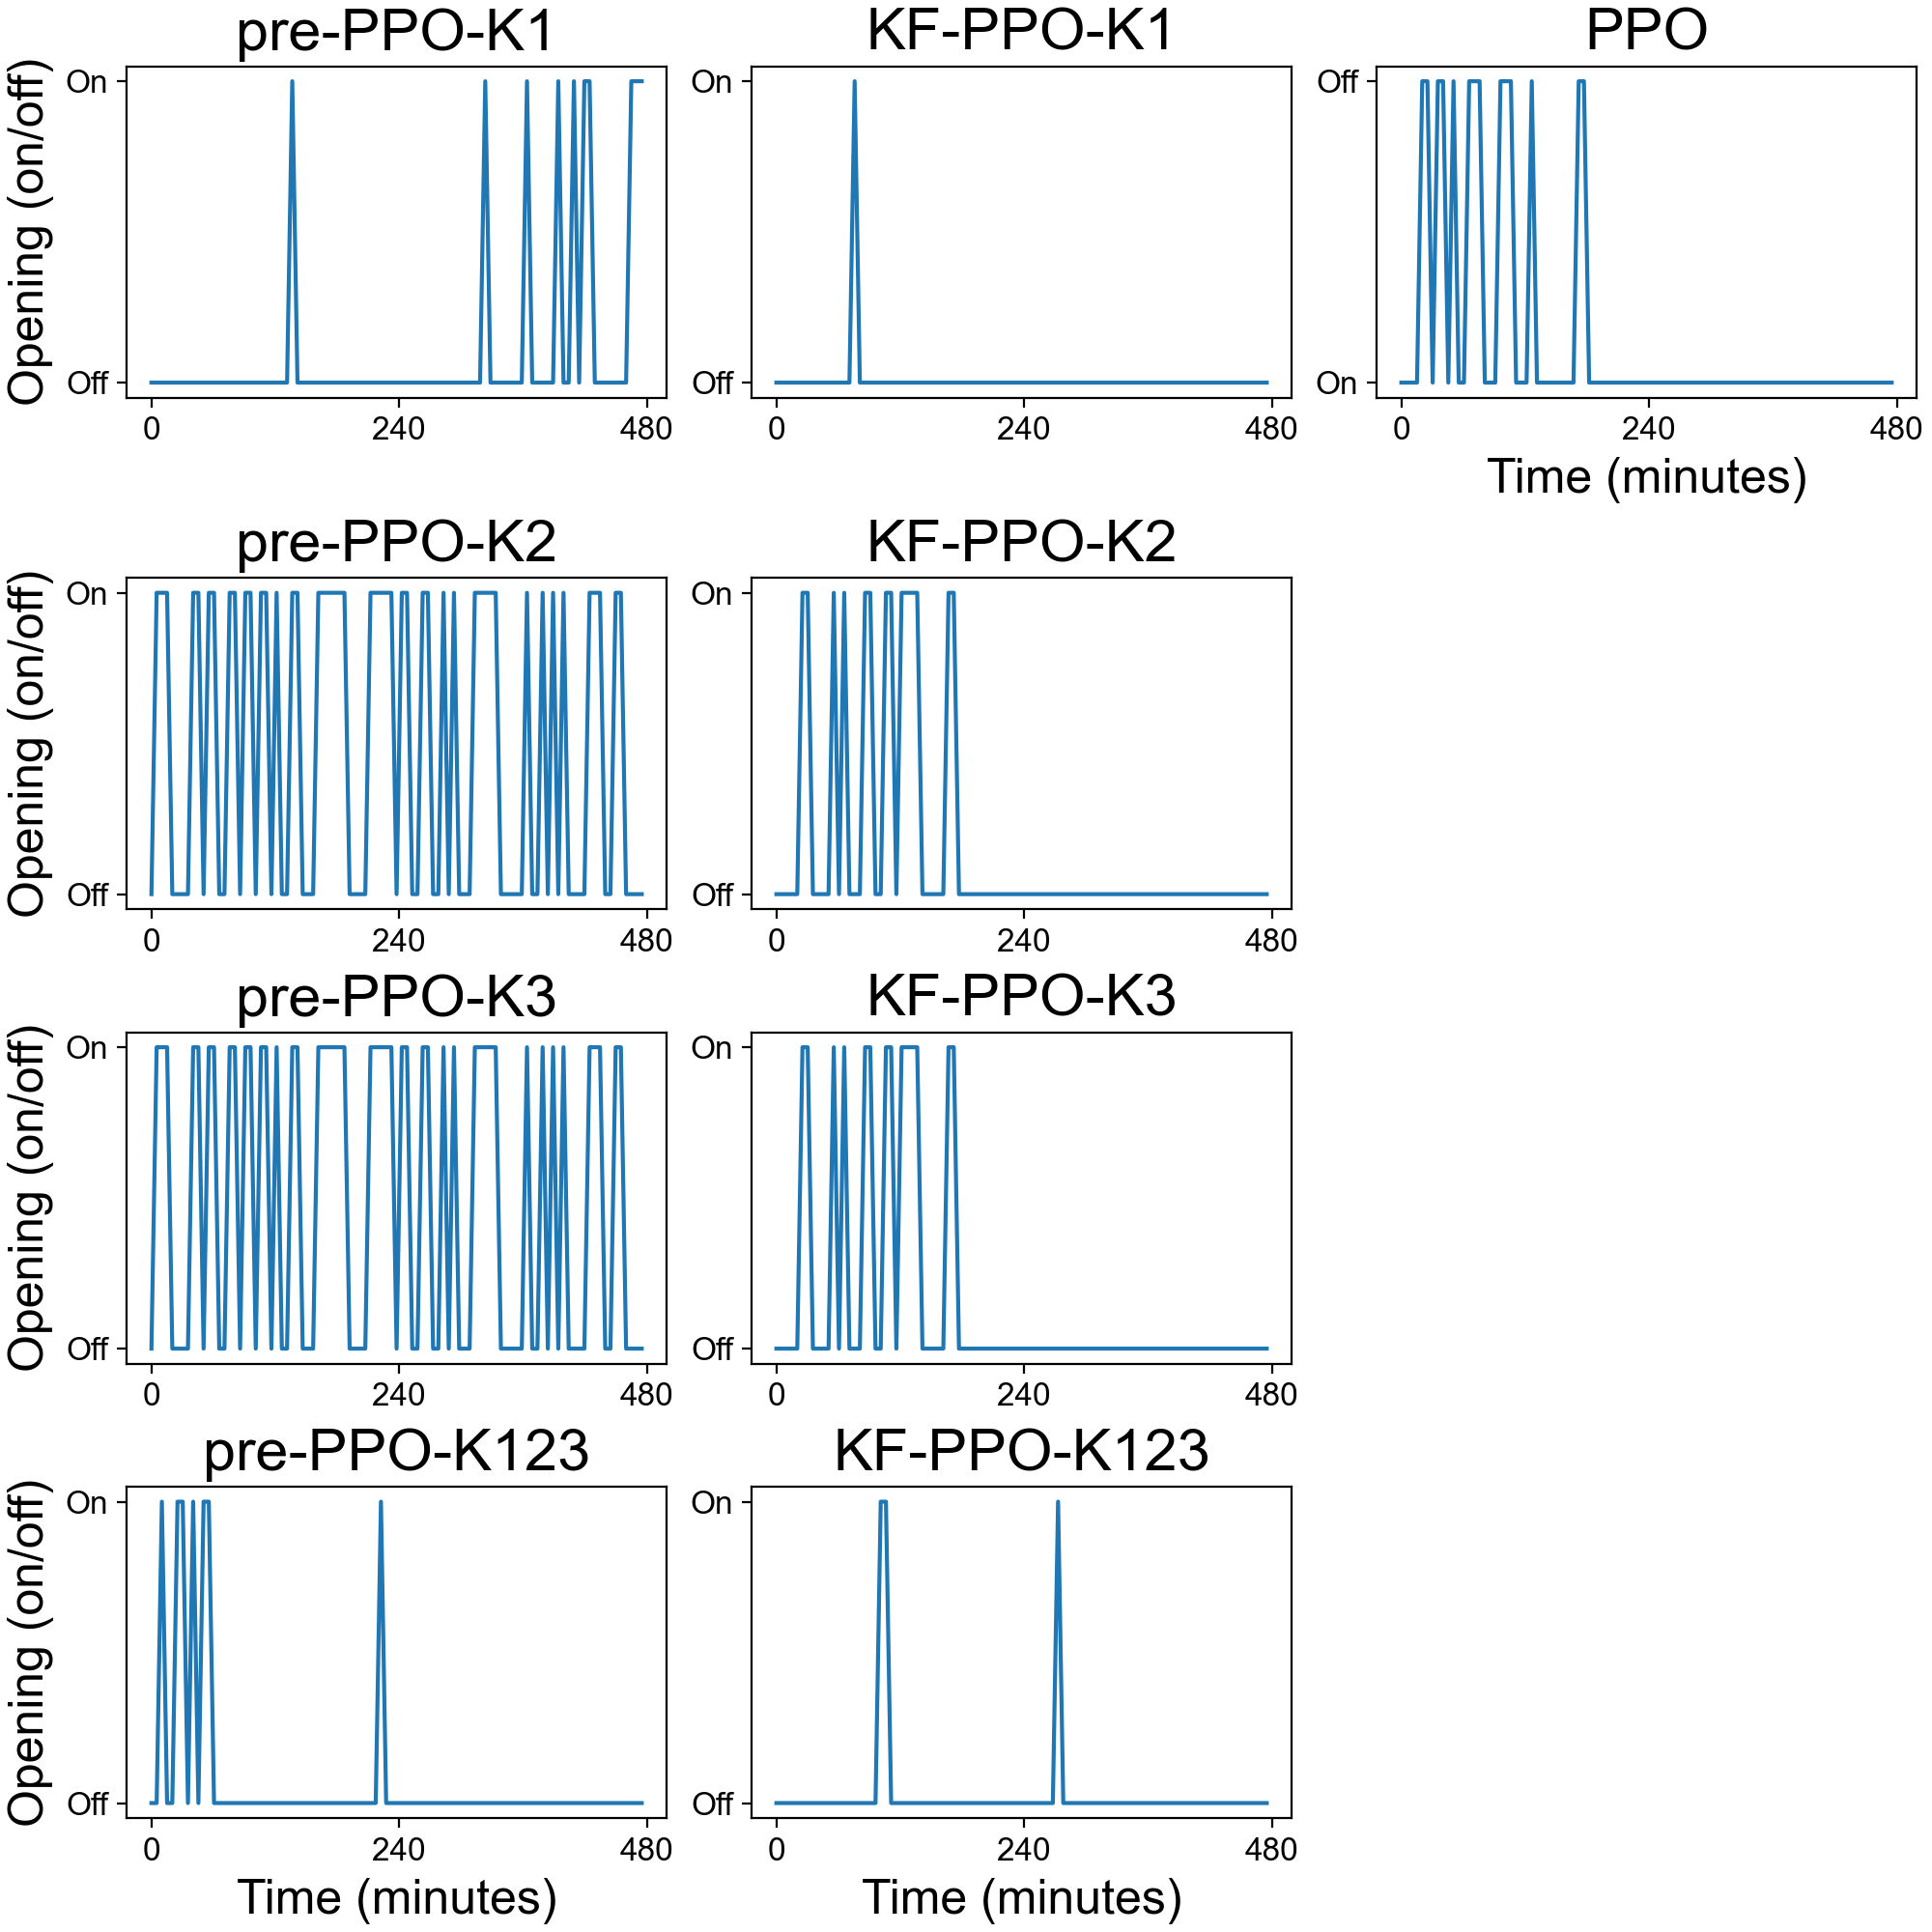 pre-PPO-K1
KF-PPO-K1
PPO
Opening (on/off)
On
Off
0
240
480
On
Off
0
240
480
Off
On
0
240
480
Time (minutes)
pre-PPO-K2
KF-PPO-K2
Opening (on/off)
On
Off
0
240
480
On
Off
0
240
480
pre-PPO-K3
KF-PPO-K3
Opening (on/off)
On
Off
0
240
480
On
Off
0
240
480
pre-PPO-K123
KF-PPO-K123
Opening (on/off)
On
Off
0
240
480
Time (minutes)
On
Off
0
240
480
Time (minutes)